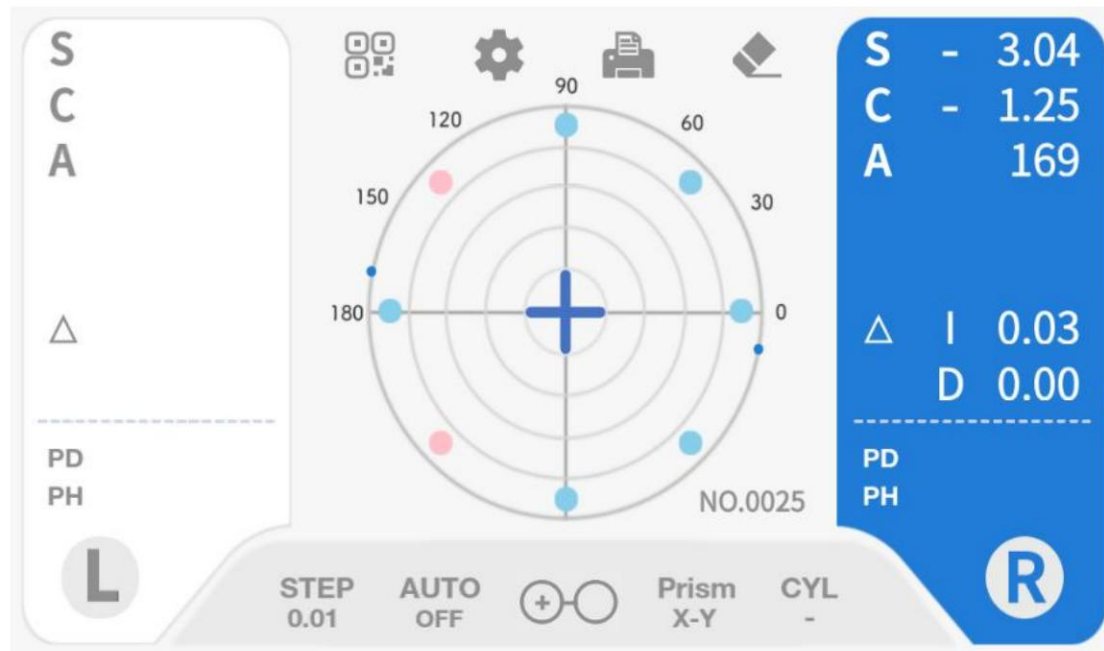 S
C
A
△
PD
PH
L
90
120
60
150
30
180
0
NO.0025
S - 3.04
C - 1.25
A 169
△ I 0.03
D 0.00
PD
PH
R
STEP AUTO Prism CYL
0.01 OFF X-Y -